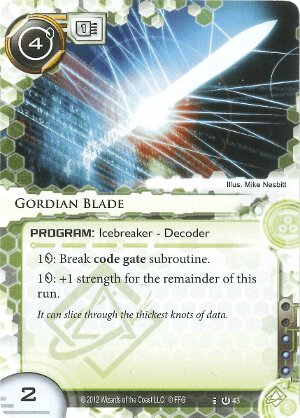 4
1
Illus. Mike Nesbitt
GORDIAN BLADE
PROGRAM: Icebreaker - Decoder
1: Break code gate subroutine.
1: +1 strength for the remainder of this
run.
It can slice through the thickest knots of data.
2
© 2012 Wizards of the Coast LLC. © FFG
43